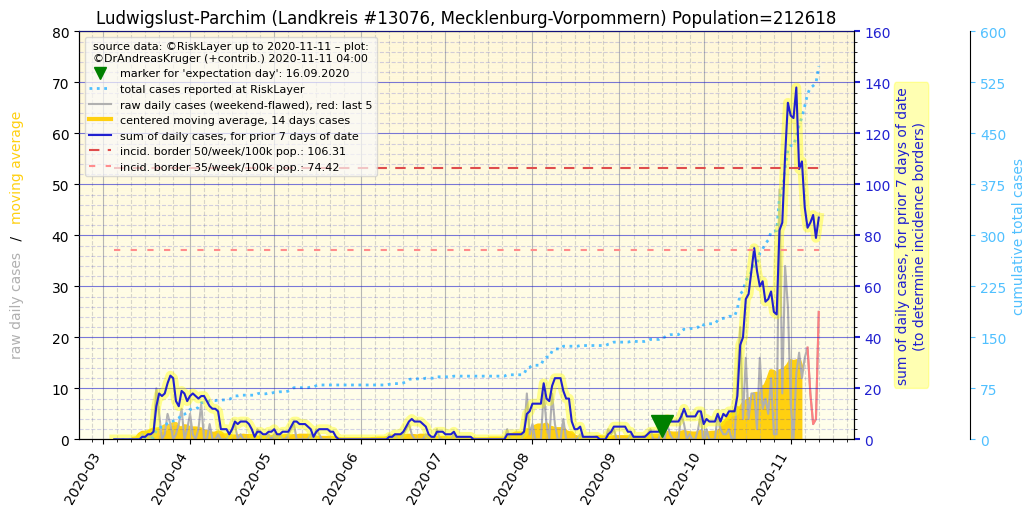 Ludwigslust-Parchim (Landkreis #13076, Mecklenburg-Vorpommern) Population=212618
source data: ©RiskLayer up to 2020-11-11 – plot:
©DrAndreasKruger (+contrib.) 2020-11-11 04:00
marker for 'expectation day': 16.09.2020
total cases reported at RiskLayer
raw daily cases (weekend-flawed), red: last 5
centered moving average, 14 days cases
sum of daily cases, for prior 7 days of date
incid. border 50/week/100k pop.: 106.31
incid. border 35/week/100k pop.: 74.42
raw daily cases / moving average
80
70
60
50
40
30
20
10
0
160
140
120
100
80
60
40
20
0
sum of daily cases, for prior 7 days of date
(to determine incidence borders)
600
525
450
375
300
225
150
75
0
cumulative total cases
2020-03
2020-04
2020-05
2020-06
2020-07
2020-08
2020-09
2020-10
2020-11